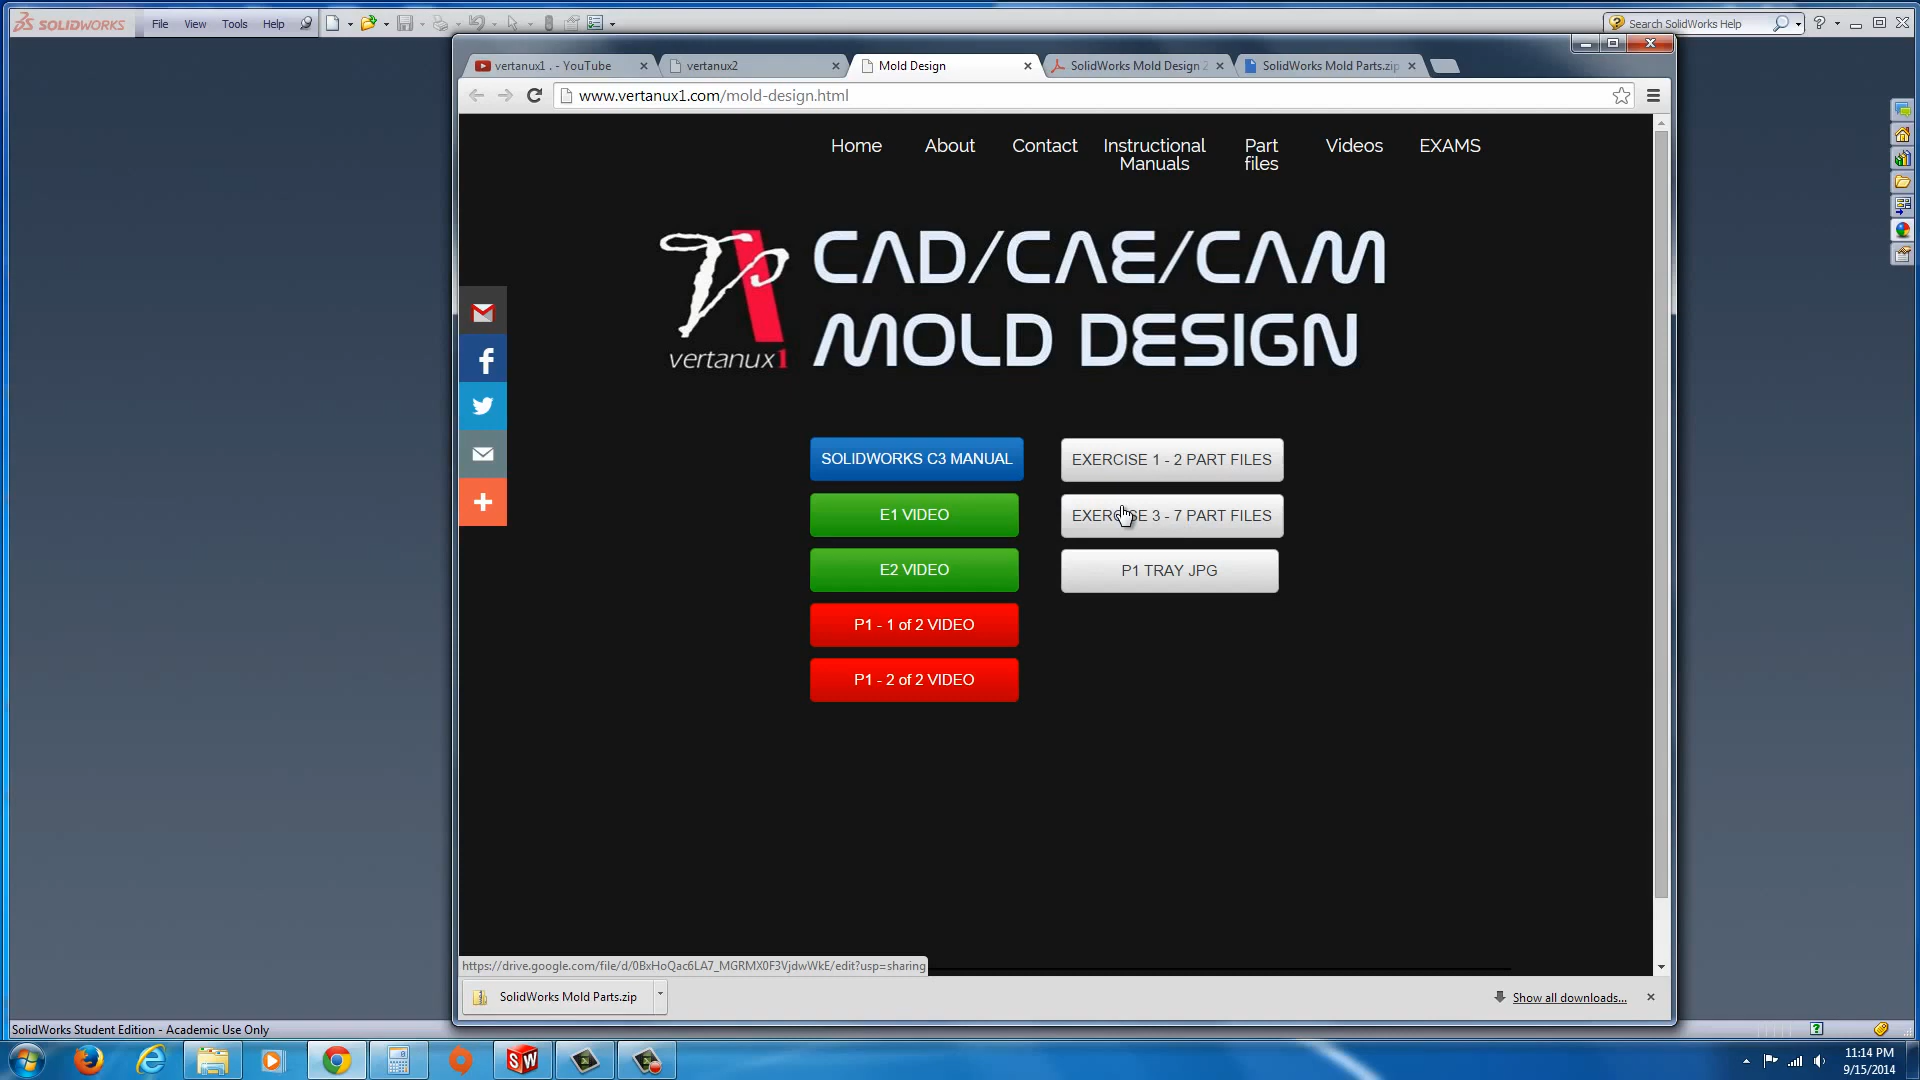 SOLIDWORKS File View Tools Help Search SolidWorks Help
vertanux1 . - YouTube vertanux2 Mold Design SolidWorks Mold Design 2 SolidWorks Mold Parts.zip
www.vertanux1.com/mold-design.html
Home About Contact Instructional Manuals Part files Videos EXAMS
CAD/CAE/CAM
MOLD DESIGN
vertanux1
SOLIDWORKS C3 MANUAL EXERCISE 1 - 2 PART FILES
E1 VIDEO EXERCISE 3 - 7 PART FILES
E2 VIDEO P1 TRAY JPG
P1 - 1 of 2 VIDEO
P1 - 2 of 2 VIDEO
https://drive.google.com/file/d/0BxHoQac6LA7_MGRMX0F3VjdwWkE/edit?usp=sharing
SolidWorks Mold Parts.zip Show all downloads...
SolidWorks Student Edition - Academic Use Only
11:14 PM
9/15/2014